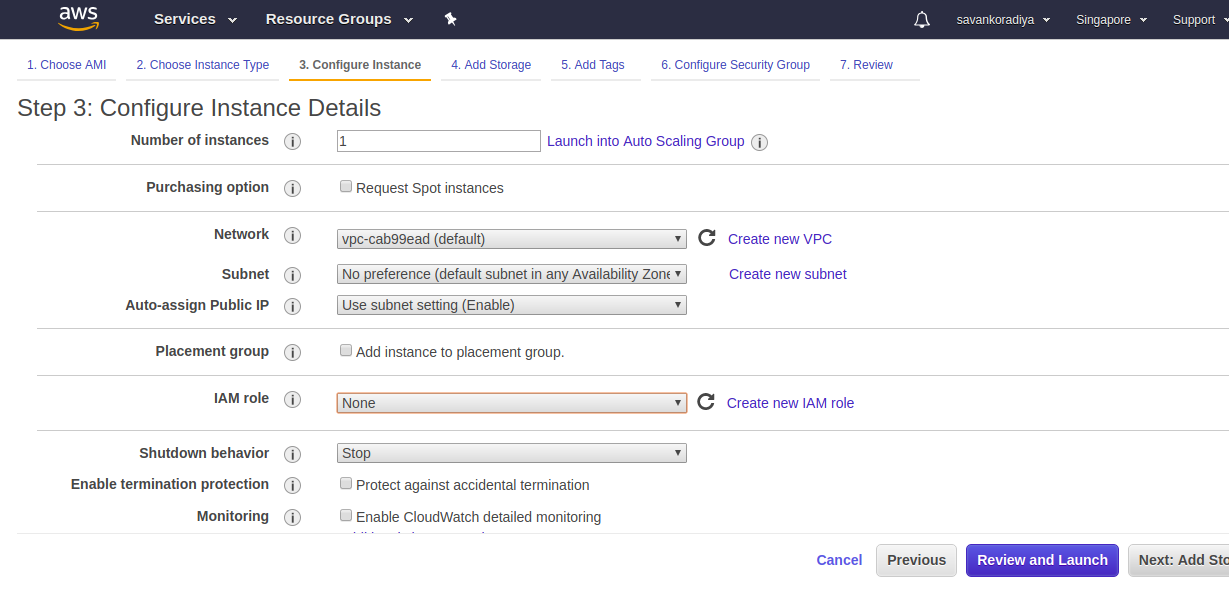 aws Services Resource Groups savankoradiya Singapore Support
1. Choose AMI 2. Choose Instance Type 3. Configure Instance 4. Add Storage 5. Add Tags 6. Configure Security Group 7. Review
Step 3: Configure Instance Details
Number of instances i 1 Launch into Auto Scaling Group i
Purchasing option i Request Spot instances
Network i vpc-cab99ead (default) Create new VPC
Subnet i No preference (default subnet in any Availability Zone Create new subnet
Auto-assign Public IP i Use subnet setting (Enable)
Placement group i Add instance to placement group.
IAM role i None Create new IAM role
Shutdown behavior i Stop
Enable termination protection i Protect against accidental termination
Monitoring i Enable CloudWatch detailed monitoring
Cancel Previous Review and Launch Next: Add Sto